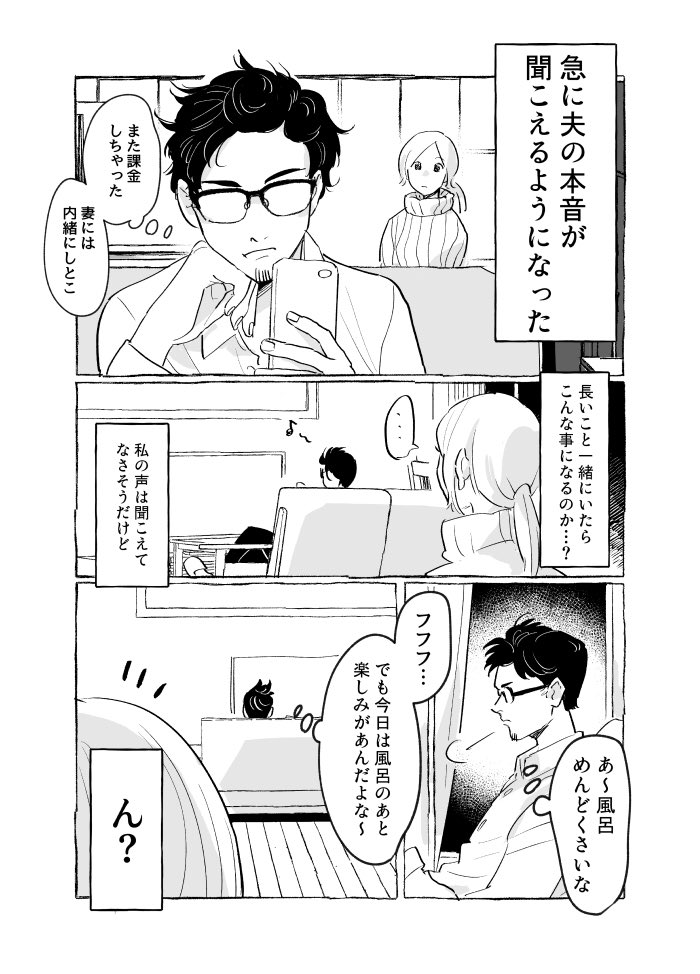 急に夫の本音が
聞こえるようになった
また課金
しちゃった
妻には
内緒にしとこ
長いこと一緒にいたら
こんな事になるのか…?
…
私の声は聞こえて
なさそうだけど
あ〜風呂
めんどくさいな
フフフ…
でも今日は風呂のあと
楽しみがあんだよな〜
ん?